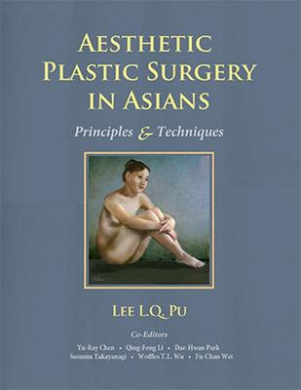 AESTHETIC
PLASTIC SURGERY
IN ASIANS
Principles & Techniques
LEE L.Q. PU
Co-Editors
Yu-Ray Chen • Qing-Feng Li • Dae-Hwan Park
Susumu Takayanagi • Woffles T.L. Wu • Fu-Chan Wei